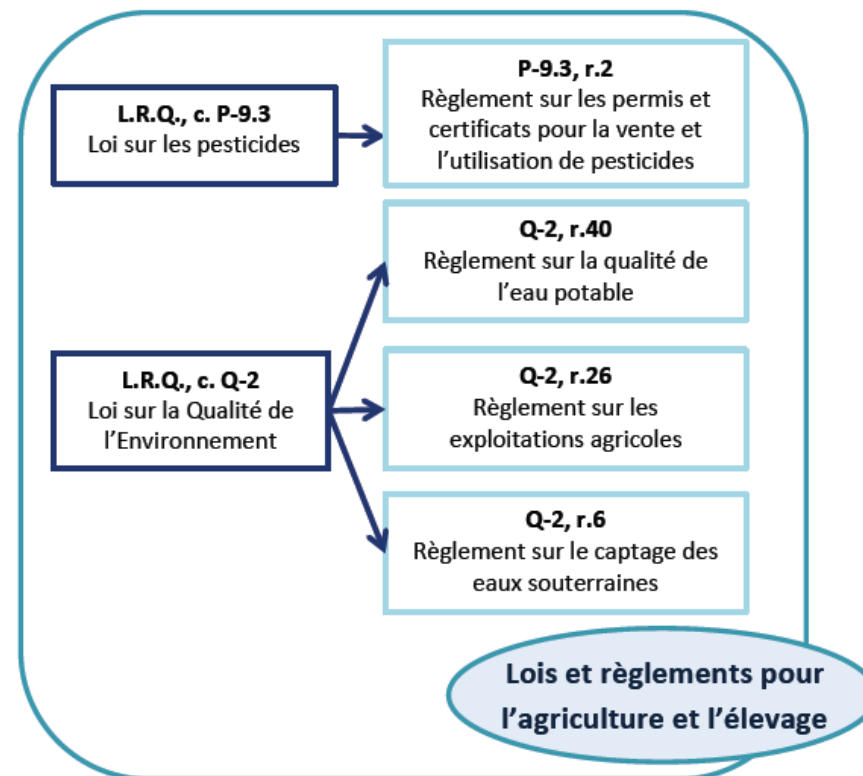 L.R.Q., c. P-9.3
Loi sur les pesticides
P-9.3, r.2
Règlement sur les permis et
certificats pour la vente et
l'utilisation de pesticides
L.R.Q., c. Q-2
Loi sur la Qualité de
l'Environnement
Q-2, r.40
Règlement sur la qualité de
l'eau potable
Q-2, r.26
Règlement sur les
exploitations agricoles
Q-2, r.6
Règlement sur le captage des
eaux souterraines
Lois et règlements pour
l'agriculture et l'élevage